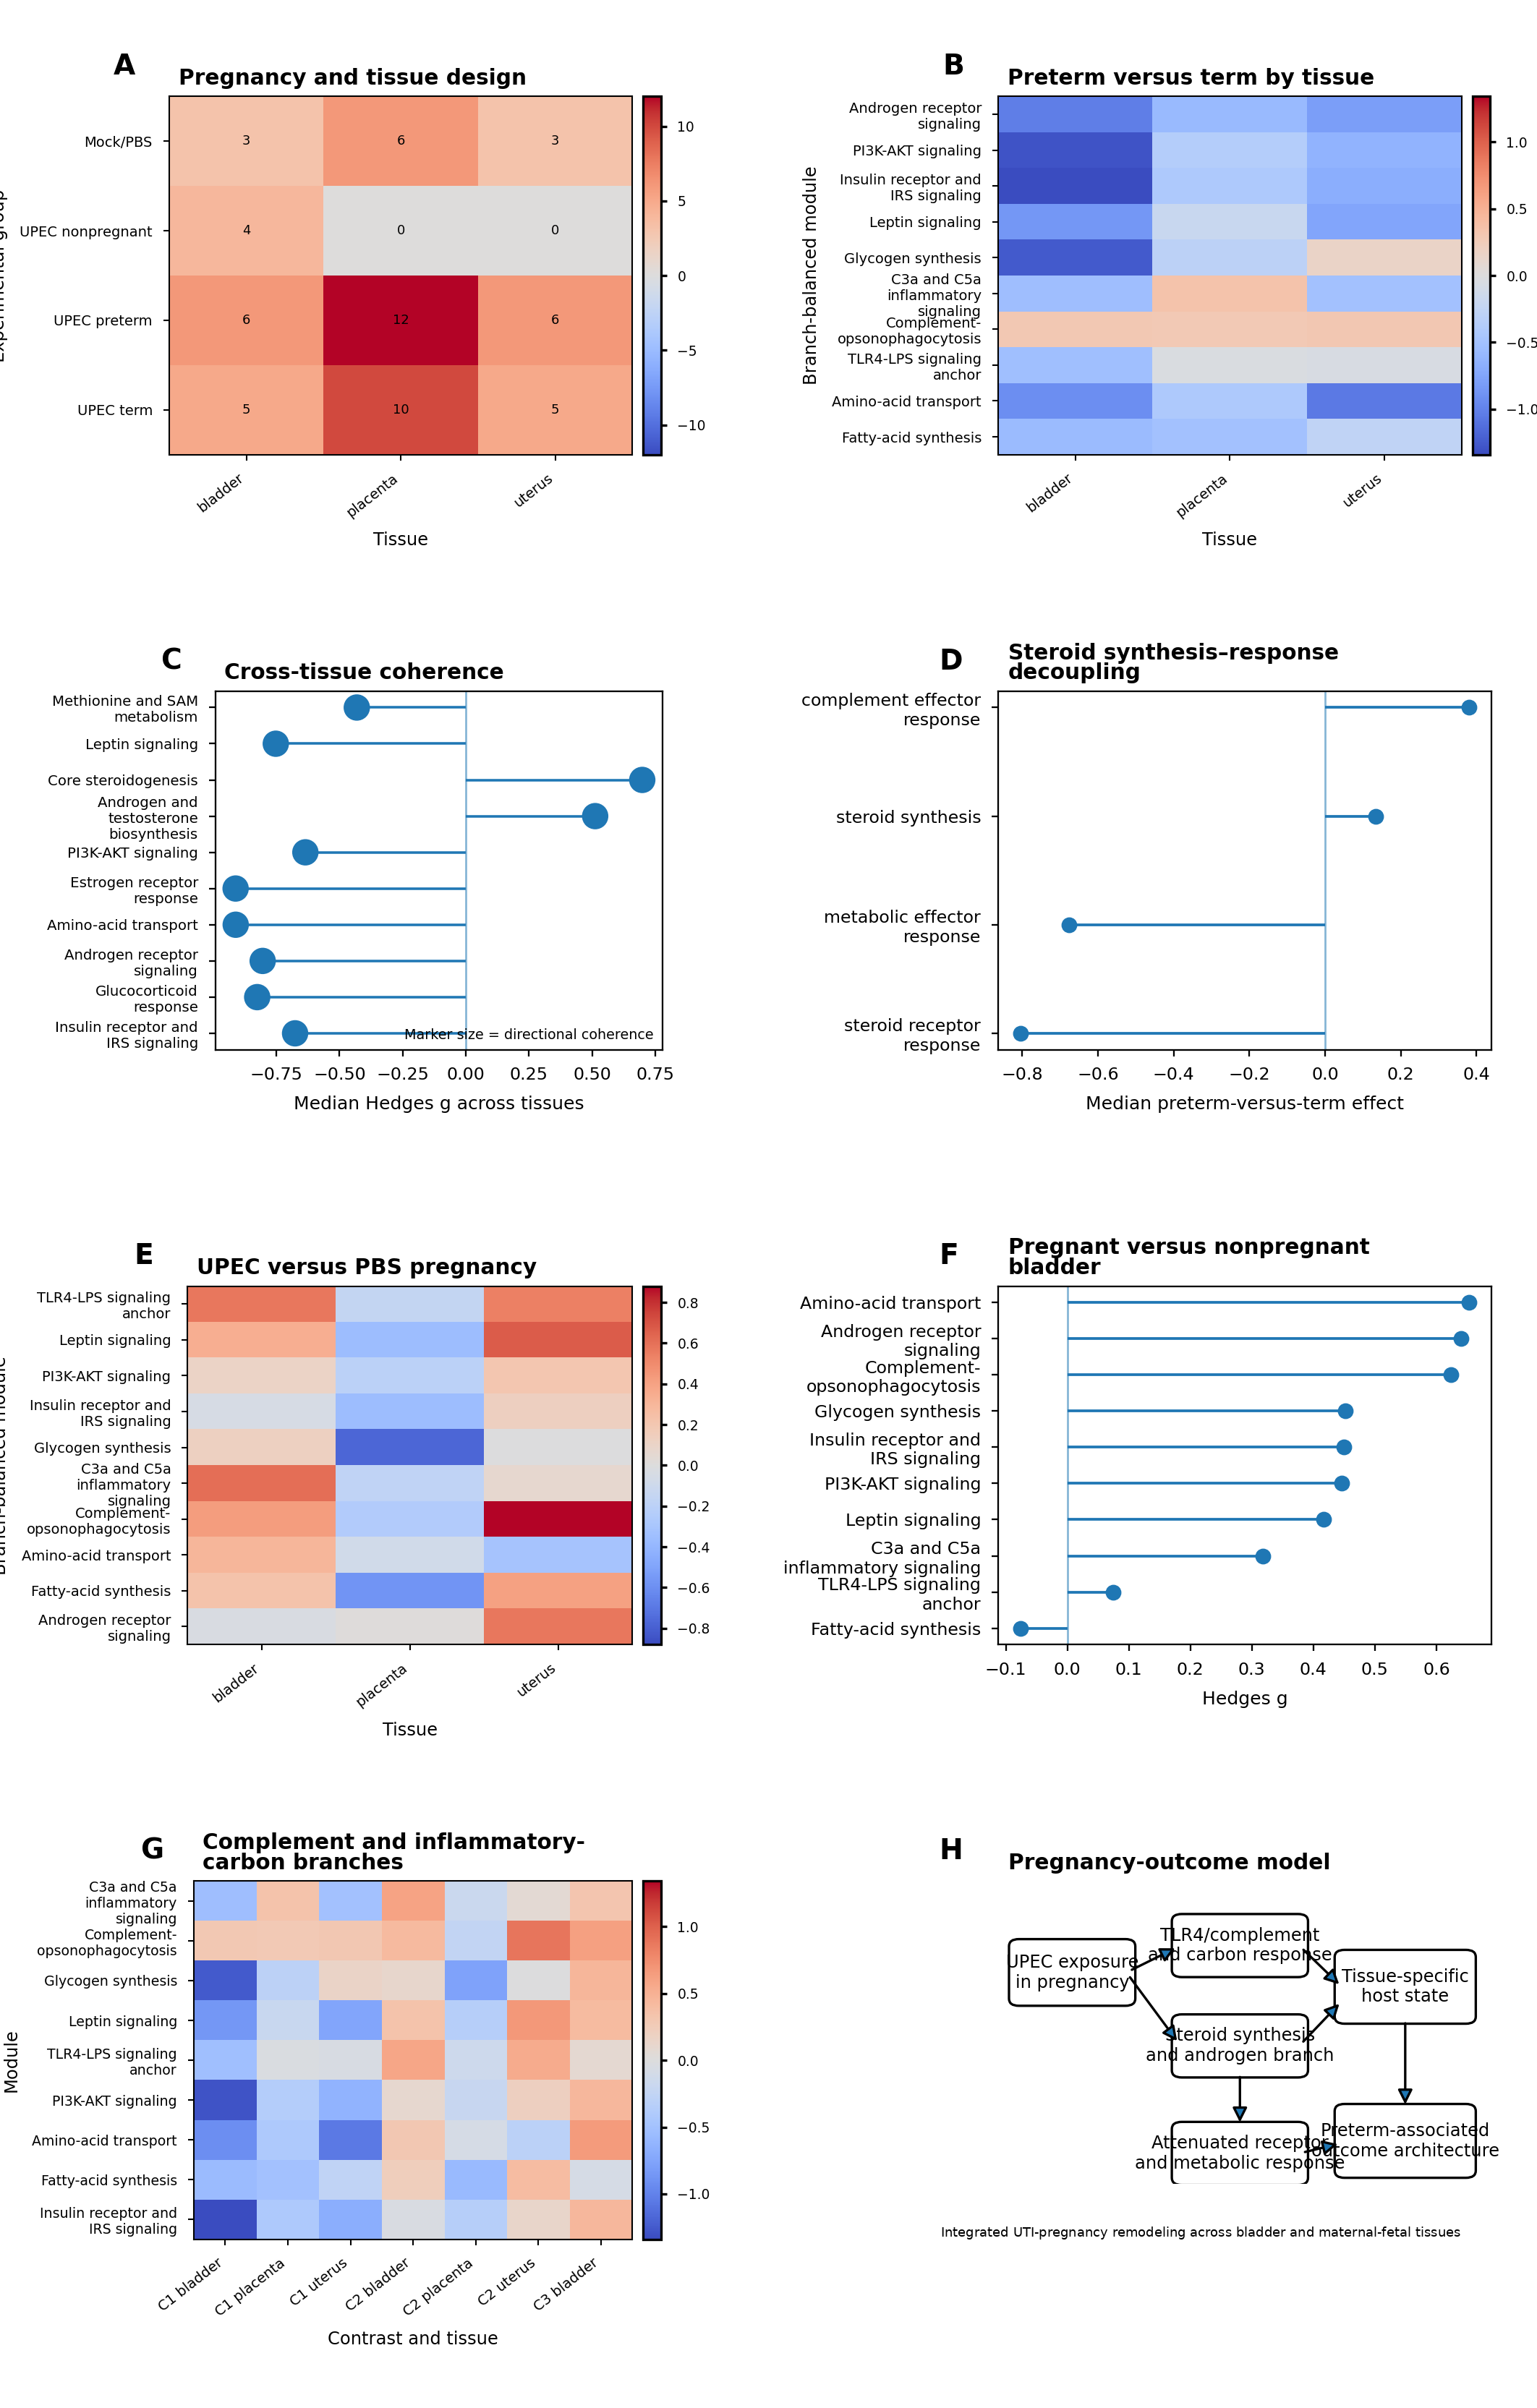 A
Pregnancy and tissue design
Mock/PBS
UPEC nonpregnant
UPEC preterm
UPEC term
3
6
3
4
0
0
6
12
6
5
10
5
10
5
0
−5
−10
bladder
placenta
uterus
Tissue
B
Preterm versus term by tissue
Branch-balanced module
Androgen receptor
signaling
PI3K-AKT signaling
Insulin receptor and
IRS signaling
Leptin signaling
Glycogen synthesis
C3a and C5a
inflammatory
signaling
Complement-
opsonophagocytosis
TLR4-LPS signaling
anchor
Amino-acid transport
Fatty-acid synthesis
1.0
0.5
0.0
−0.5
−1.0
bladder
placenta
uterus
Tissue
C
Cross-tissue coherence
Methionine and SAM
metabolism
Leptin signaling
Core steroidogenesis
Androgen and
testosterone
biosynthesis
PI3K-AKT signaling
Estrogen receptor
response
Amino-acid transport
Androgen receptor
signaling
Glucocorticoid
response
Insulin receptor and
IRS signaling
Marker size = directional coherence
−0.75 −0.50 −0.25 0.00 0.25 0.50 0.75
Median Hedges g across tissues
D
Steroid synthesis–response
decoupling
complement effector
response
steroid synthesis
metabolic effector
response
steroid receptor
response
−0.8 −0.6 −0.4 −0.2 0.0 0.2 0.4
Median preterm-versus-term effect
E
UPEC versus PBS pregnancy
TLR4-LPS signaling
anchor
Leptin signaling
PI3K-AKT signaling
Insulin receptor and
IRS signaling
Glycogen synthesis
C3a and C5a
inflammatory
signaling
Complement-
opsonophagocytosis
Amino-acid transport
Fatty-acid synthesis
Androgen receptor
signaling
0.8
0.6
0.4
0.2
0.0
−0.2
−0.4
−0.6
−0.8
bladder
placenta
uterus
Tissue
F
Pregnant versus nonpregnant
bladder
Amino-acid transport
Androgen receptor
signaling
Complement-
opsonophagocytosis
Glycogen synthesis
Insulin receptor and
IRS signaling
PI3K-AKT signaling
Leptin signaling
C3a and C5a
inflammatory signaling
TLR4-LPS signaling
anchor
Fatty-acid synthesis
−0.1 0.0 0.1 0.2 0.3 0.4 0.5 0.6
Hedges g
G
Complement and inflammatory-
carbon branches
Module
C3a and C5a
inflammatory
signaling
Complement-
opsonophagocytosis
Glycogen synthesis
Leptin signaling
TLR4-LPS signaling
anchor
PI3K-AKT signaling
Amino-acid transport
Fatty-acid synthesis
Insulin receptor and
IRS signaling
1.0
0.5
0.0
−0.5
−1.0
C1 bladder
C1 placenta
C1 uterus
C2 bladder
C2 placenta
C2 uterus
C3 bladder
Contrast and tissue
H
Pregnancy-outcome model
UPEC exposure
in pregnancy
TLR4/complement
and carbon response
Tissue-specific
host state
steroid synthesis
and androgen branch
Attenuated receptor
and metabolic response
Preterm-associated
outcome architecture
Integrated UTI-pregnancy remodeling across bladder and maternal-fetal tissues